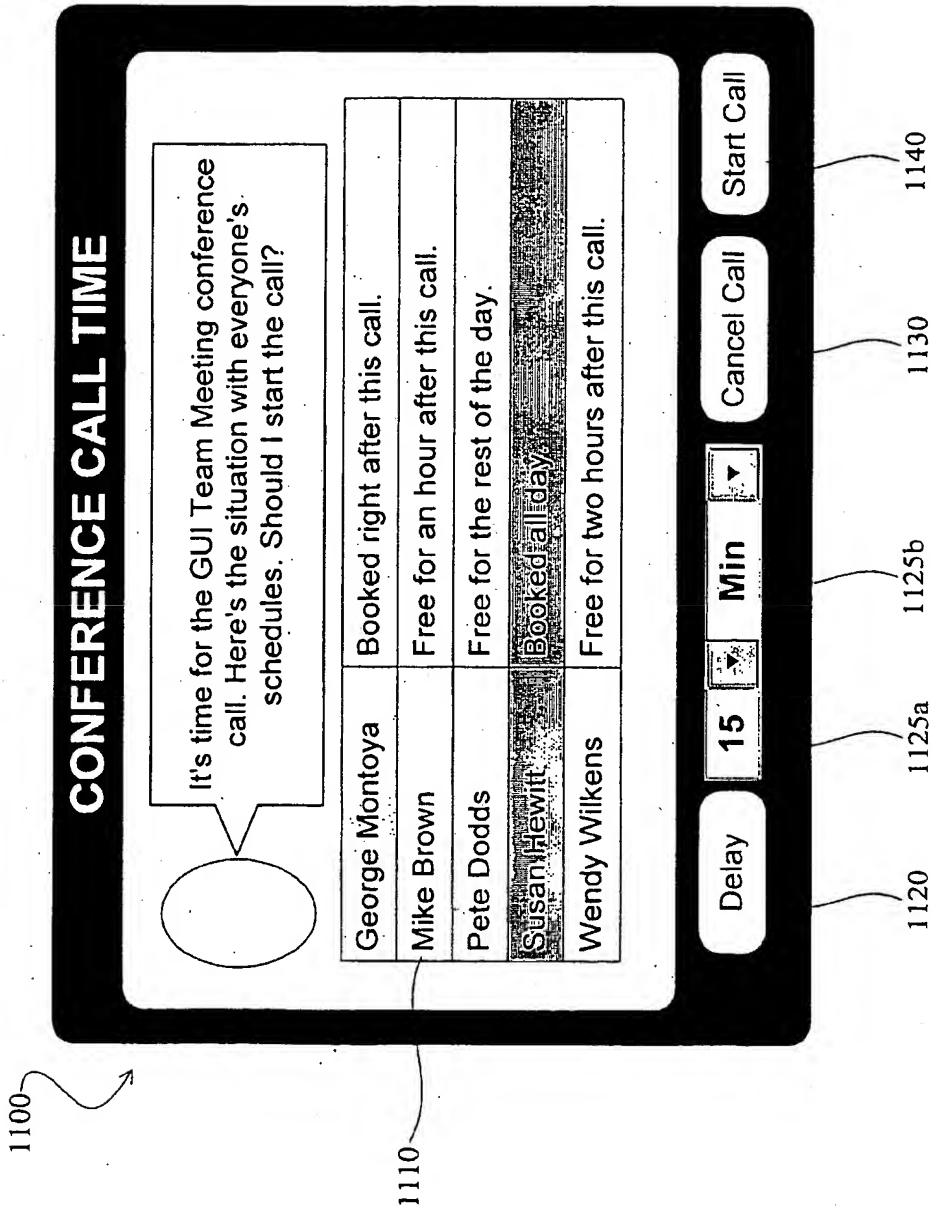 CONFERENCE CALL TIME
It's time for the GUI Team Meeting conference
call. Here's the situation with everyone's
schedules. Should I start the call?
George Montoya Booked right after this call.
Mike Brown Free for an hour after this call.
Pete Dodds Free for the rest of the day.
Susan Hewitt Booked all day.
Wendy Wilkens Free for two hours after this call.
Delay 15 Min Cancel Call Start Call
1100
1110
1120 1125a 1125b 1130 1140